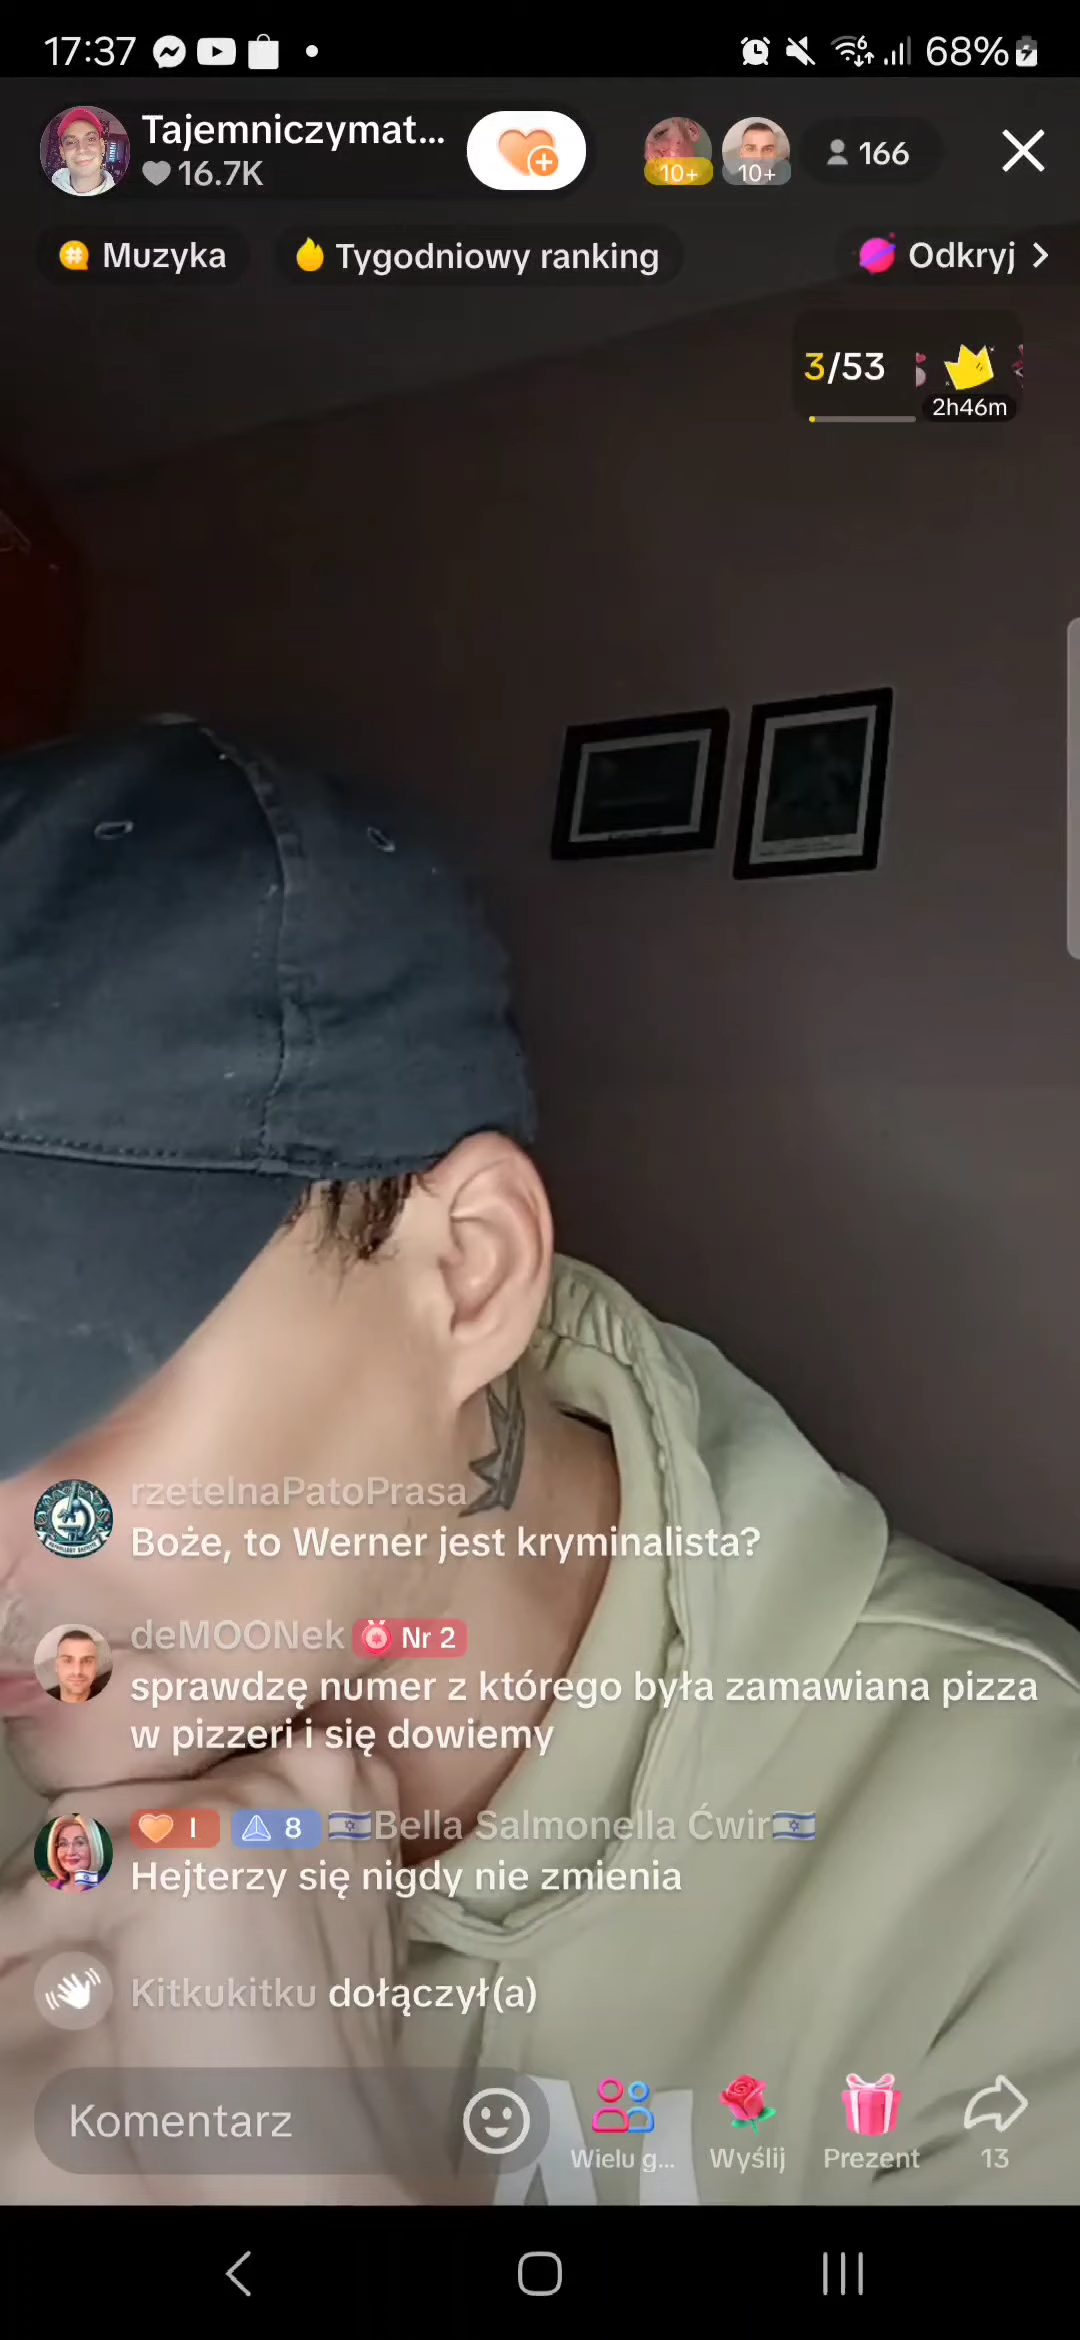 17:37
68%
Tajemniczymat...
16.7K
10+
10+
166
Muzyka
Tygodniowy ranking
Odkryj
3/53
2h46m
rzetelnaPatoPrasa
Boże, to Werner jest kryminalista?
deMOONek Nr 2
sprawdzę numer z którego była zamawiana pizza
w pizzeri i się dowiemy
I 8 🇮🇱Bella Salmonella Ćwir🇮🇱
Hejterzy się nigdy nie zmienia
Kitkukitku dołączył(a)
Komentarz
Wielu g...
Wyślij
Prezent
13